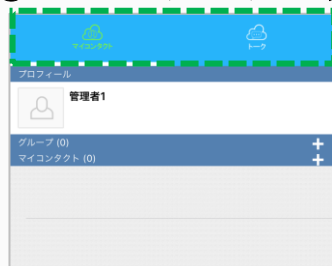 マイコンタクト トーク
プロフィール
管理者1
グループ (0) +
マイコンタクト (0) +